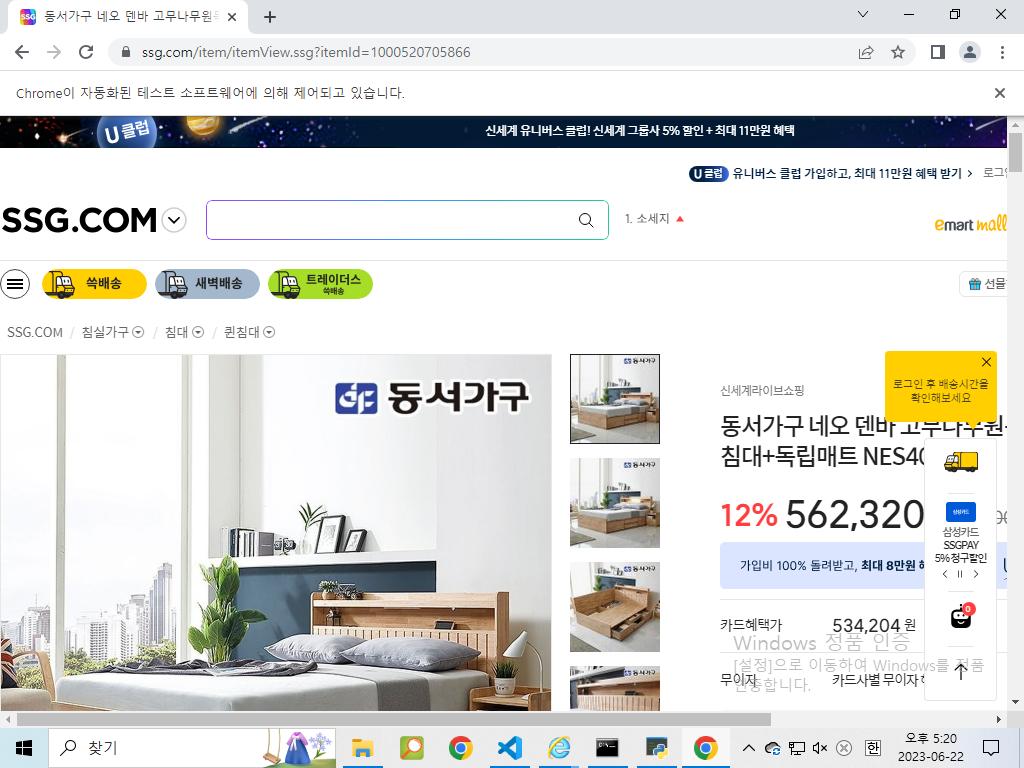 동서가구 네오 덴바 고무나무원목
ssg.com/item/itemView.ssg?itemId=1000520705866
Chrome이 자동화된 테스트 소프트웨어에 의해 제어되고 있습니다.
U 클럽
신세계 유니버스 클럽! 신세계 그룹사 5% 할인 + 최대 11만원 혜택
U 클럽 유니버스 클럽 가입하고, 최대 11만원 혜택 받기 >
SSG.COM
1. 소세지
emart mall
쓱배송
새벽배송
트레이더스
쓱배송
선물
SSG.COM / 침실가구 / 침대 / 퀸침대
동서가구
로그인 후 배송시간을
확인해보세요
신세계라이브쇼핑
동서가구 네오 덴바 고무나무원
침대+독립매트 NES40
12% 562,320
삼성카드
삼성카드
SSGPAY
5% 청구할인
가입비 100% 돌려받고, 최대 8만원
0
카드혜택가 534,204 원
Windows 정품 인증
[설정]으로 이동하여 Windows를 정품
인증합니다.
무이자 카드사별 무이자
찾기
한
오후 5:20
2023-06-22